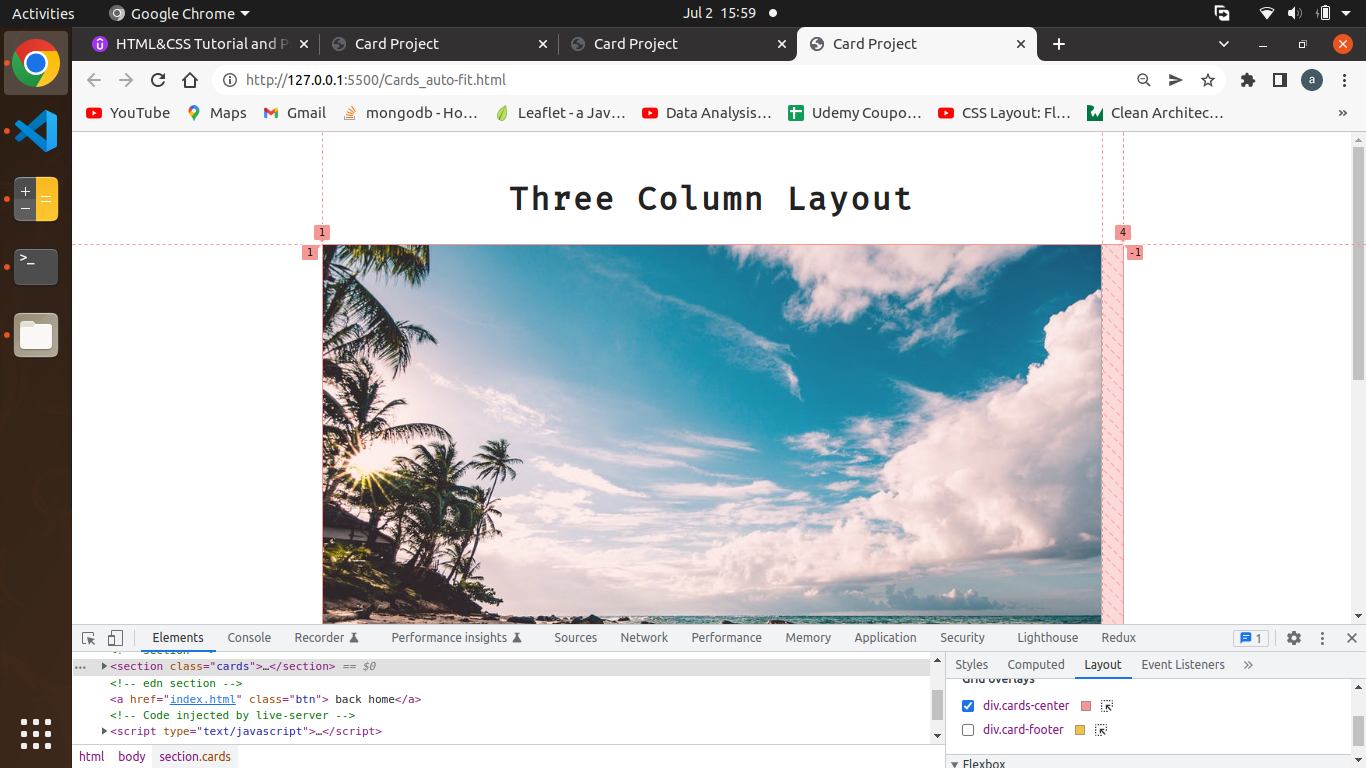 Activities Google Chrome Jul 2 15:59
HTML&CSS Tutorial and P Card Project Card Project Card Project
http://127.0.0.1:5500/Cards_auto-fit.html a
YouTube Maps Gmail mongodb - Ho… Leaflet - a Jav… Data Analysis… Udemy Coupo… CSS Layout: Fl… Clean Architec… »
Three Column Layout
1 4
1 -1
Elements Console Recorder Performance insights Sources Network Performance Memory Application Security Lighthouse Redux 1
<section class="cards">…</section> == $0
<!-- edn section -->
<a href="index.html" class="btn"> back home</a>
<!-- Code injected by live-server -->
<script type="text/javascript">…</script>
html body section.cards
Styles Computed Layout Event Listeners »
Grid overlays
div.cards-center
div.card-footer
Flexbox